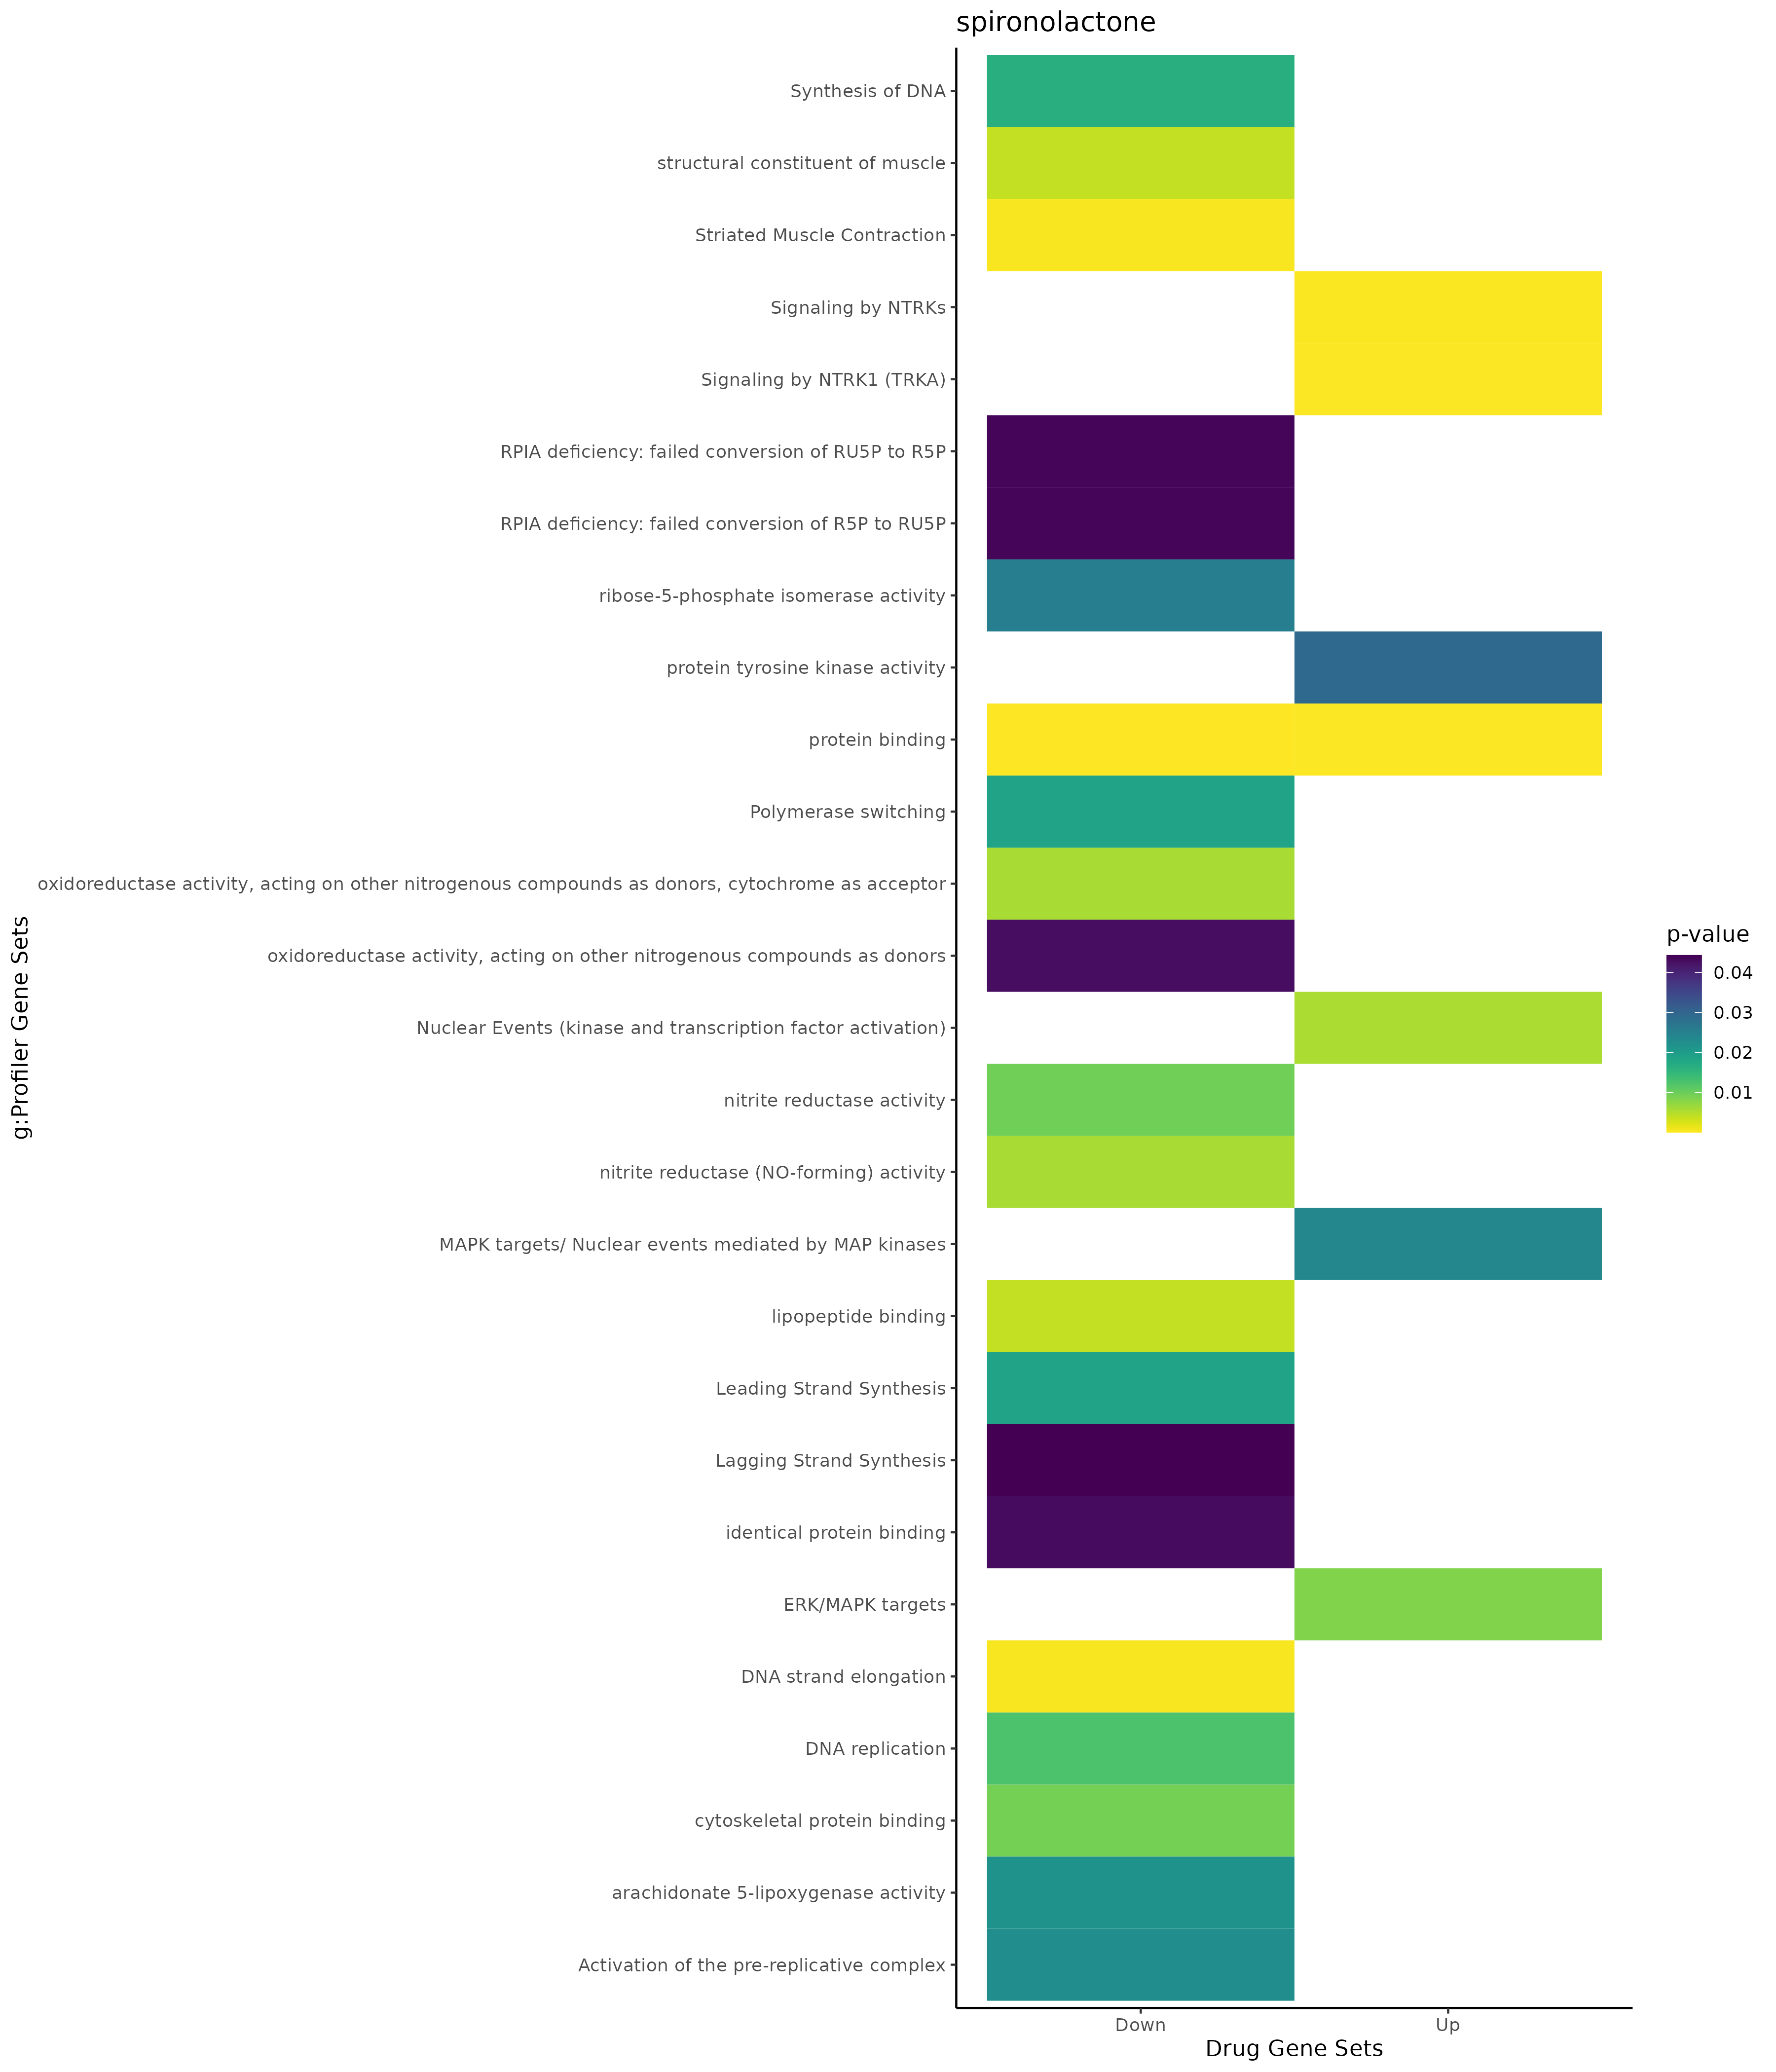 spironolactone
Synthesis of DNA
structural constituent of muscle
Striated Muscle Contraction
Signaling by NTRKs
Signaling by NTRK1 (TRKA)
RPIA deficiency: failed conversion of RU5P to R5P
RPIA deficiency: failed conversion of R5P to RU5P
ribose-5-phosphate isomerase activity
protein tyrosine kinase activity
protein binding
Polymerase switching
oxidoreductase activity, acting on other nitrogenous compounds as donors, cytochrome as acceptor
oxidoreductase activity, acting on other nitrogenous compounds as donors
Nuclear Events (kinase and transcription factor activation)
nitrite reductase activity
nitrite reductase (NO-forming) activity
MAPK targets/ Nuclear events mediated by MAP kinases
lipopeptide binding
Leading Strand Synthesis
Lagging Strand Synthesis
identical protein binding
ERK/MAPK targets
DNA strand elongation
DNA replication
cytoskeletal protein binding
arachidonate 5-lipoxygenase activity
Activation of the pre-replicative complex
g:Profiler Gene Sets
Down
Up
Drug Gene Sets
p-value
0.04
0.03
0.02
0.01